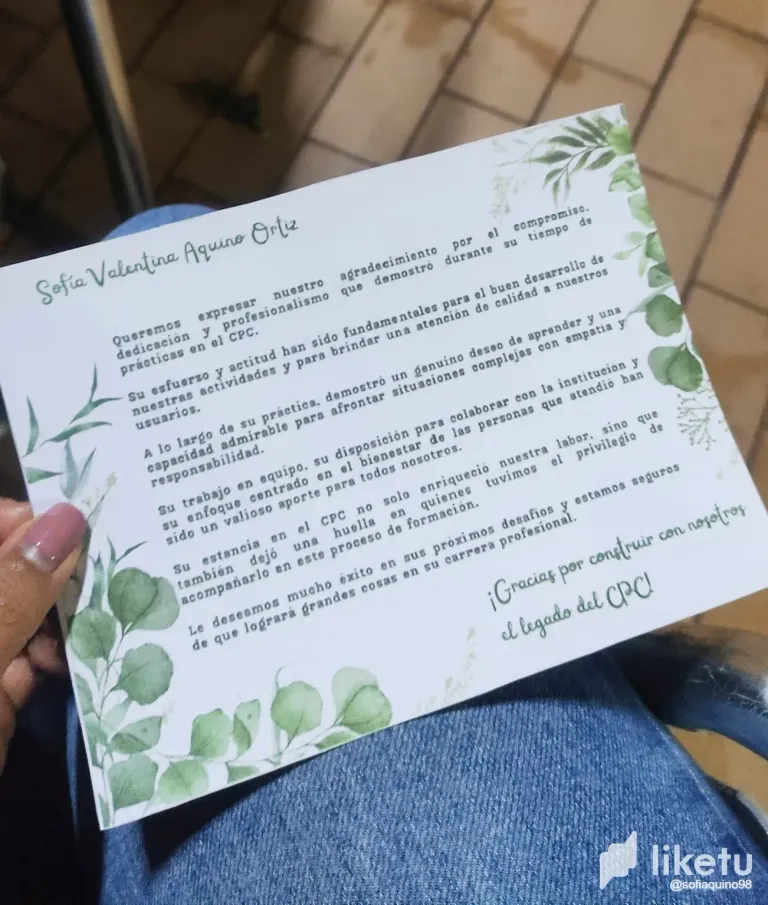 Sofía Valentina Aquino Ortiz
Queremos expresar nuestro agradecimiento por el compromiso,
dedicación y profesionalismo que demostró durante su tiempo de
prácticas en el CPC.
Su esfuerzo y actitud han sido fundamentales para el buen desarrollo de
nuestras actividades y para brindar una atención de calidad a nuestros
usuarios.
A lo largo de su práctica, demostró un genuino deseo de aprender y una
capacidad admirable para afrontar situaciones complejas con empatía y
responsabilidad.
Su trabajo en equipo, su disposición para colaborar con la institución y
su enfoque centrado en el bienestar de las personas que atendió han
sido un valioso aporte para todos nosotros.
Su estancia en el CPC no solo enriqueció nuestra labor, sino que
también dejó una huella en quienes tuvimos el privilegio de
acompañarlo en este proceso de formación.
Le deseamos mucho éxito en sus próximos desafíos y estamos seguros
de que logrará grandes cosas en su carrera profesional.
¡Gracias por construir con nosotros
el legado del CPC!
liketu
@sofiaquino98